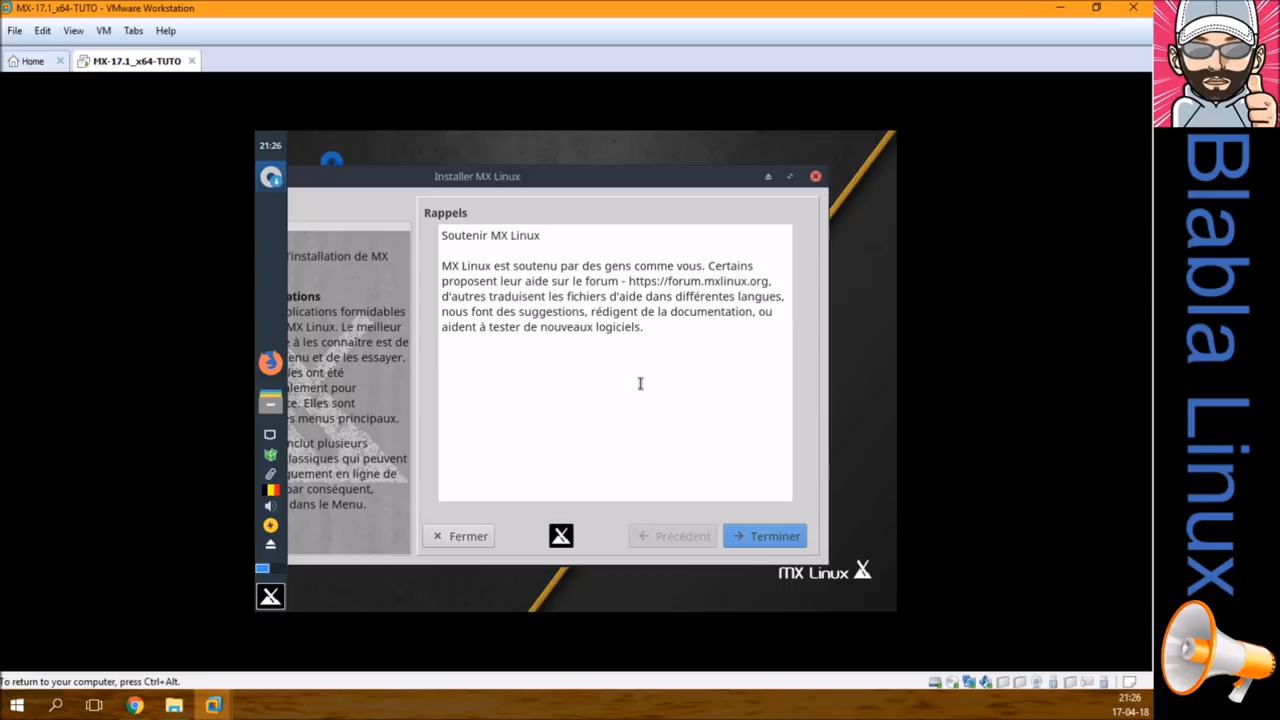 MX-17.1_x64-TUTO - VMware Workstation
File Edit View VM Tabs Help
Home MX-17.1_x64-TUTO
21:26
Installer MX Linux
'installation de MX
ations
plications formidables
MX Linux. Le meilleur
à les connaître est de
enu et de les essayer.
les ont été
alement pour
ce. Elles sont
s menus principaux.
nclut plusieurs
classiques qui peuvent
quement en ligne de
par conséquent,
dans le Menu.
Rappels
Soutenir MX Linux
MX Linux est soutenu par des gens comme vous. Certains
proposent leur aide sur le forum - https://forum.mxlinux.org,
d'autres traduisent les fichiers d'aide dans différentes langues,
nous font des suggestions, rédigent de la documentation, ou
aident à tester de nouveaux logiciels.
Fermer Précédent Terminer
MX Linux
To return to your computer, press Ctrl+Alt.
21:26
17-04-18
Blabla Linux